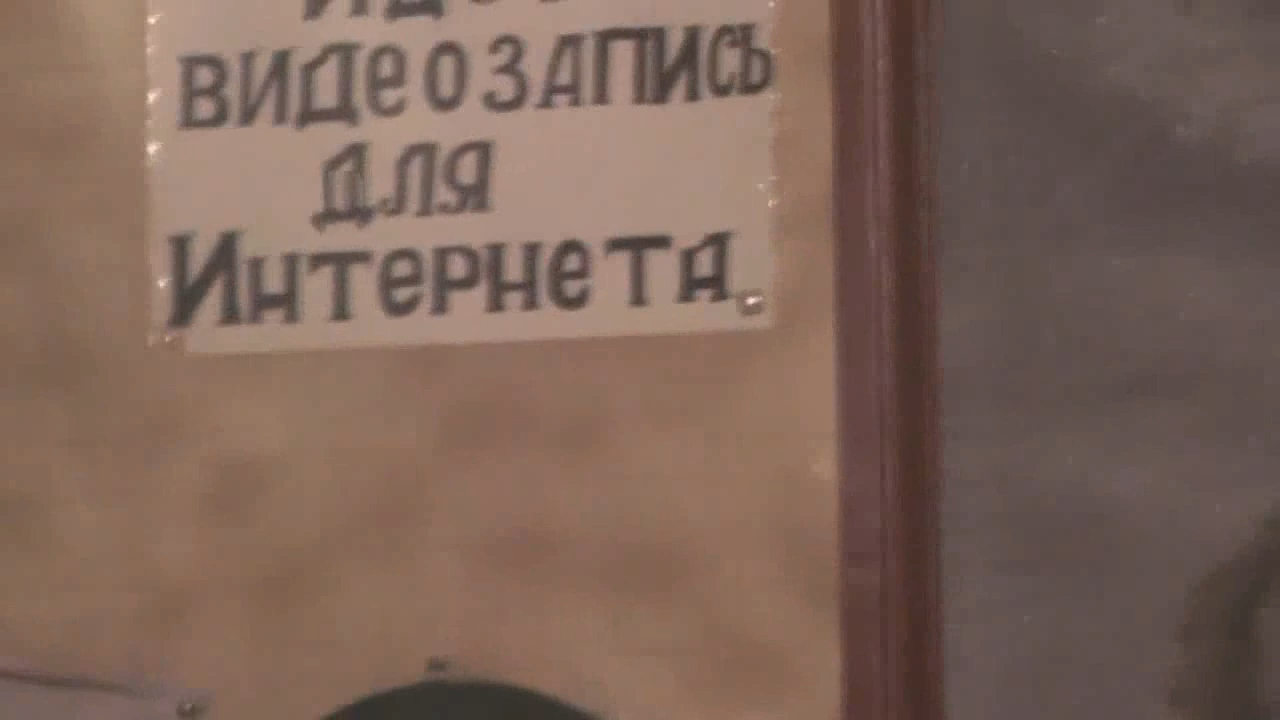 видеозапись
для
Интернета.